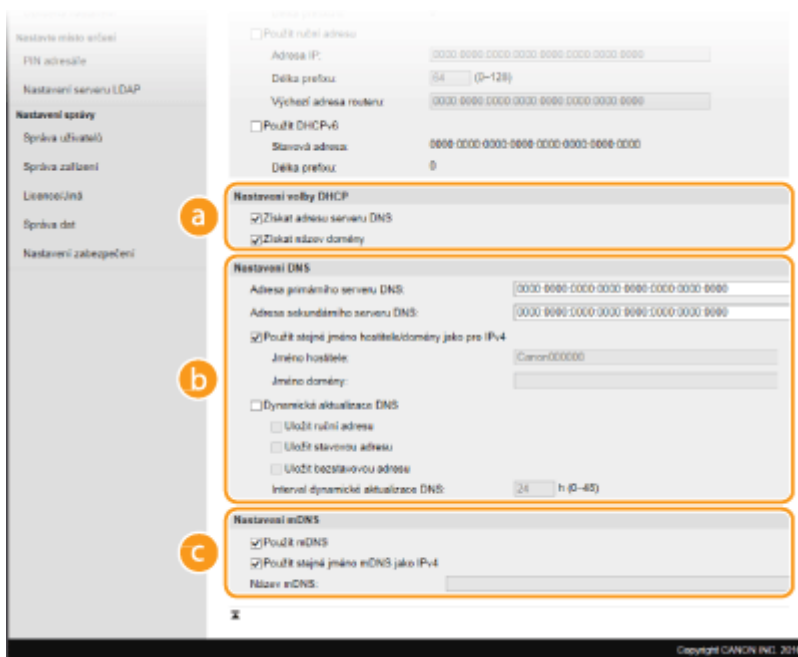 Nastavte místo určení
PIN adresáře
Nastavení serveru LDAP
Nastavení správy
Správa uživatelů
Správa zařízení
Licence/Jiná
Správa dat
Nastavení zabezpečení
Použít ruční adresu
Adresa IP: 0000:0000:0000:0000:0000:0000:0000:0000
Délka prefixu: 64 (0~128)
Výchozí adresa routeru: 0000:0000:0000:0000:0000:0000:0000:0000
Použít DHCPv6
Stavová adresa: 0000:0000:0000:0000:0000:0000:0000:0000
Délka prefixu: 0
a
Nastavení volby DHCP
Získat adresu serveru DNS
Získat název domény
b
Nastavení DNS
Adresa primárního serveru DNS: 0000:0000:0000:0000:0000:0000:0000:0000
Adresa sekundárního serveru DNS: 0000:0000:0000:0000:0000:0000:0000:0000
Použít stejné jméno hostitele/domény jako pro IPv4
Jméno hostitele: Canon000000
Jméno domény:
Dynamická aktualizace DNS
Uložit ruční adresu
Uložit stavovou adresu
Uložit bezstavovou adresu
Interval dynamické aktualizace DNS: 24 h (0~48)
c
Nastavení mDNS
Použít mDNS
Použít stejné jméno mDNS jako IPv4
Název mDNS:
Copyright CANON INC. 201